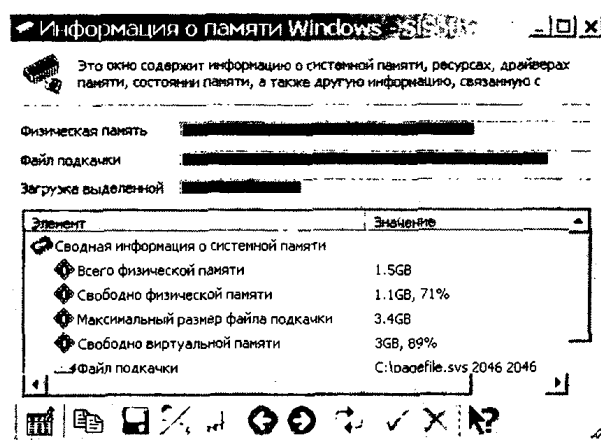 Информация о памяти Windows - SiS
Это окно содержит информацию о системной памяти, ресурсах, драйверах
памяти, состоянии памяти, а также другую информацию, связанную с
Физическая память
Файл подкачки
Загрузка выделенной
Элемент Значение
Сводная информация о системной памяти
Всего физической памяти 1.5GB
Свободно физической памяти 1.1GB, 71%
Максимальный размер файла подкачки 3.4GB
Свободно виртуальной памяти 3GB, 89%
Файл подкачки C:\pagefile.sys 2046 2046